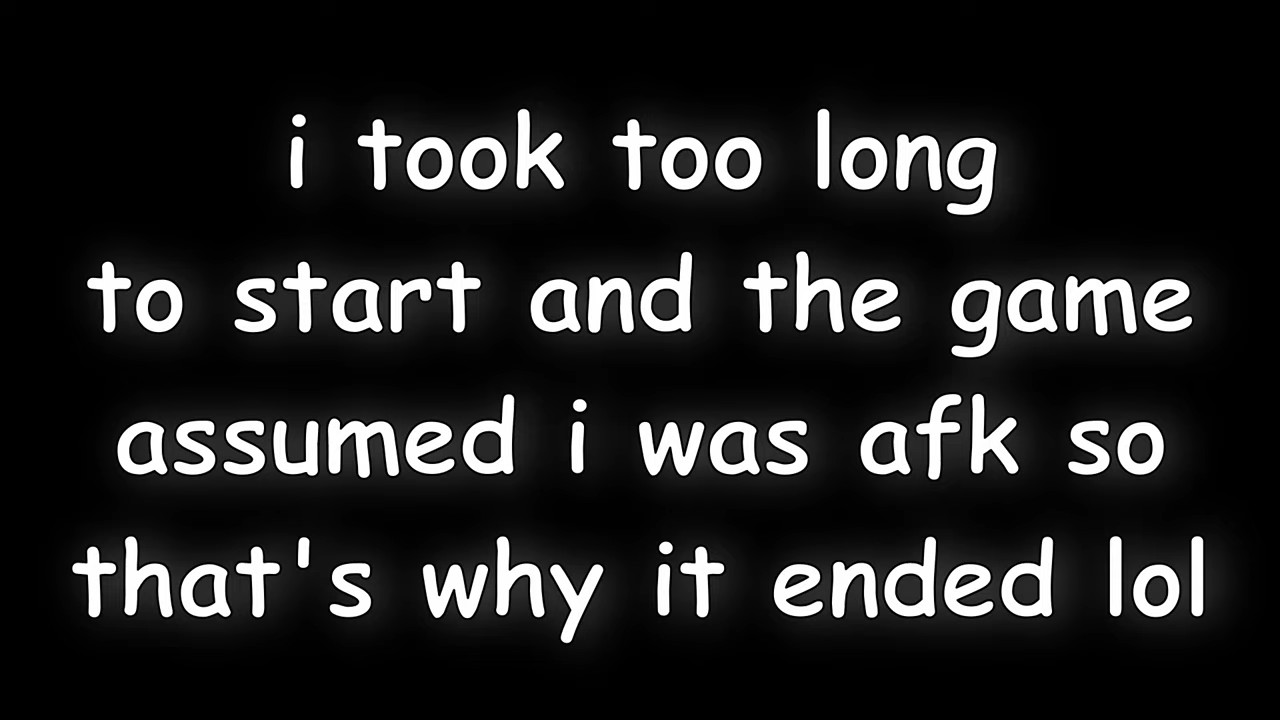 i took too long
to start and the game
assumed i was afk so
that's why it ended lol